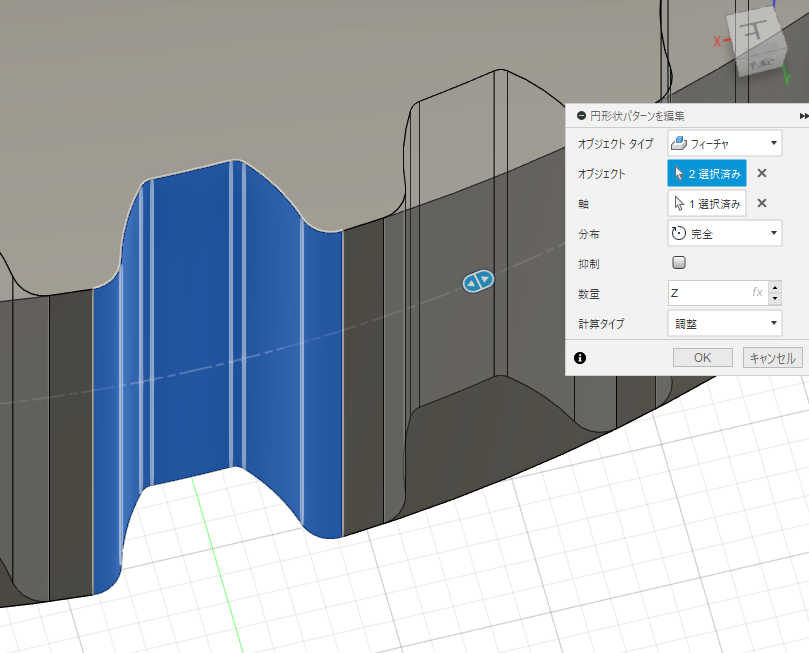 X
Y
下
円形状パターンを編集
オブジェクト タイプ
フィーチャ
オブジェクト
2 選択済み
軸
1 選択済み
分布
完全
抑制
数量
Z
fx
計算タイプ
調整
OK
キャンセル